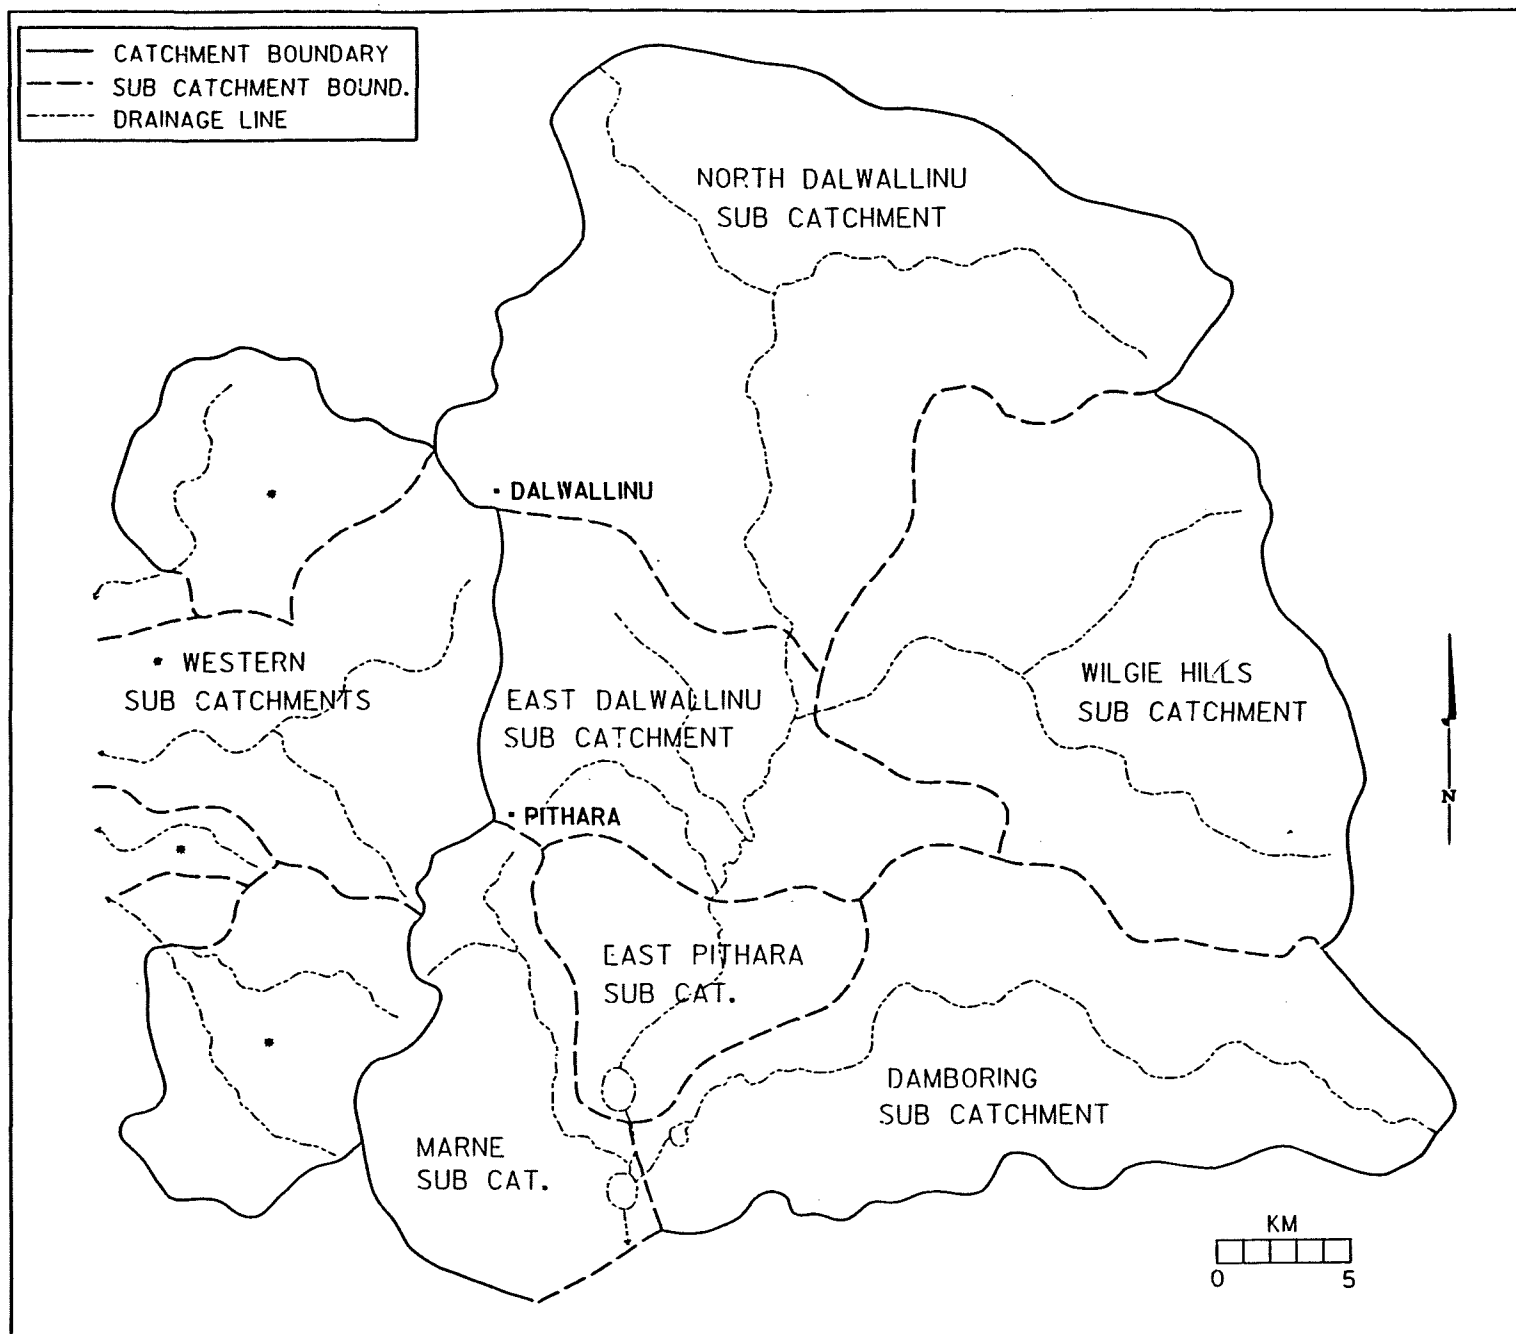 CATCHMENT BOUNDARY
SUB CATCHMENT BOUND.
DRAINAGE LINE
NORTH DALWALLINU
SUB CATCHMENT
DALWALLINU
WESTERN
SUB CATCHMENTS
EAST DALWALLINU
SUB CATCHMENT
WILGIE HILLS
SUB CATCHMENT
PITHARA
N
EAST PITHARA
SUB CAT.
DAMBORING
SUB CATCHMENT
MARNE
SUB CAT.
KM
0 5